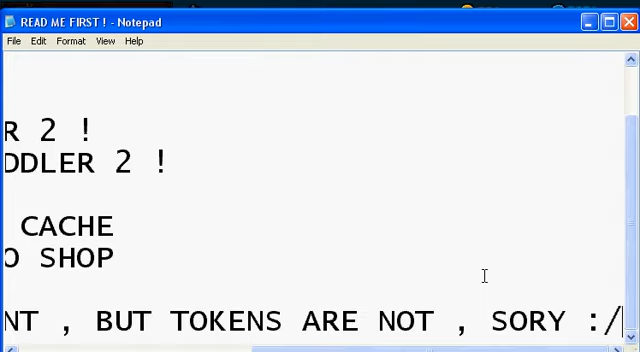 READ ME FIRST ! - Notepad
File Edit Format View Help
R 2 !
DDLER 2 !
CACHE
O SHOP
NT , BUT TOKENS ARE NOT , SORY :/